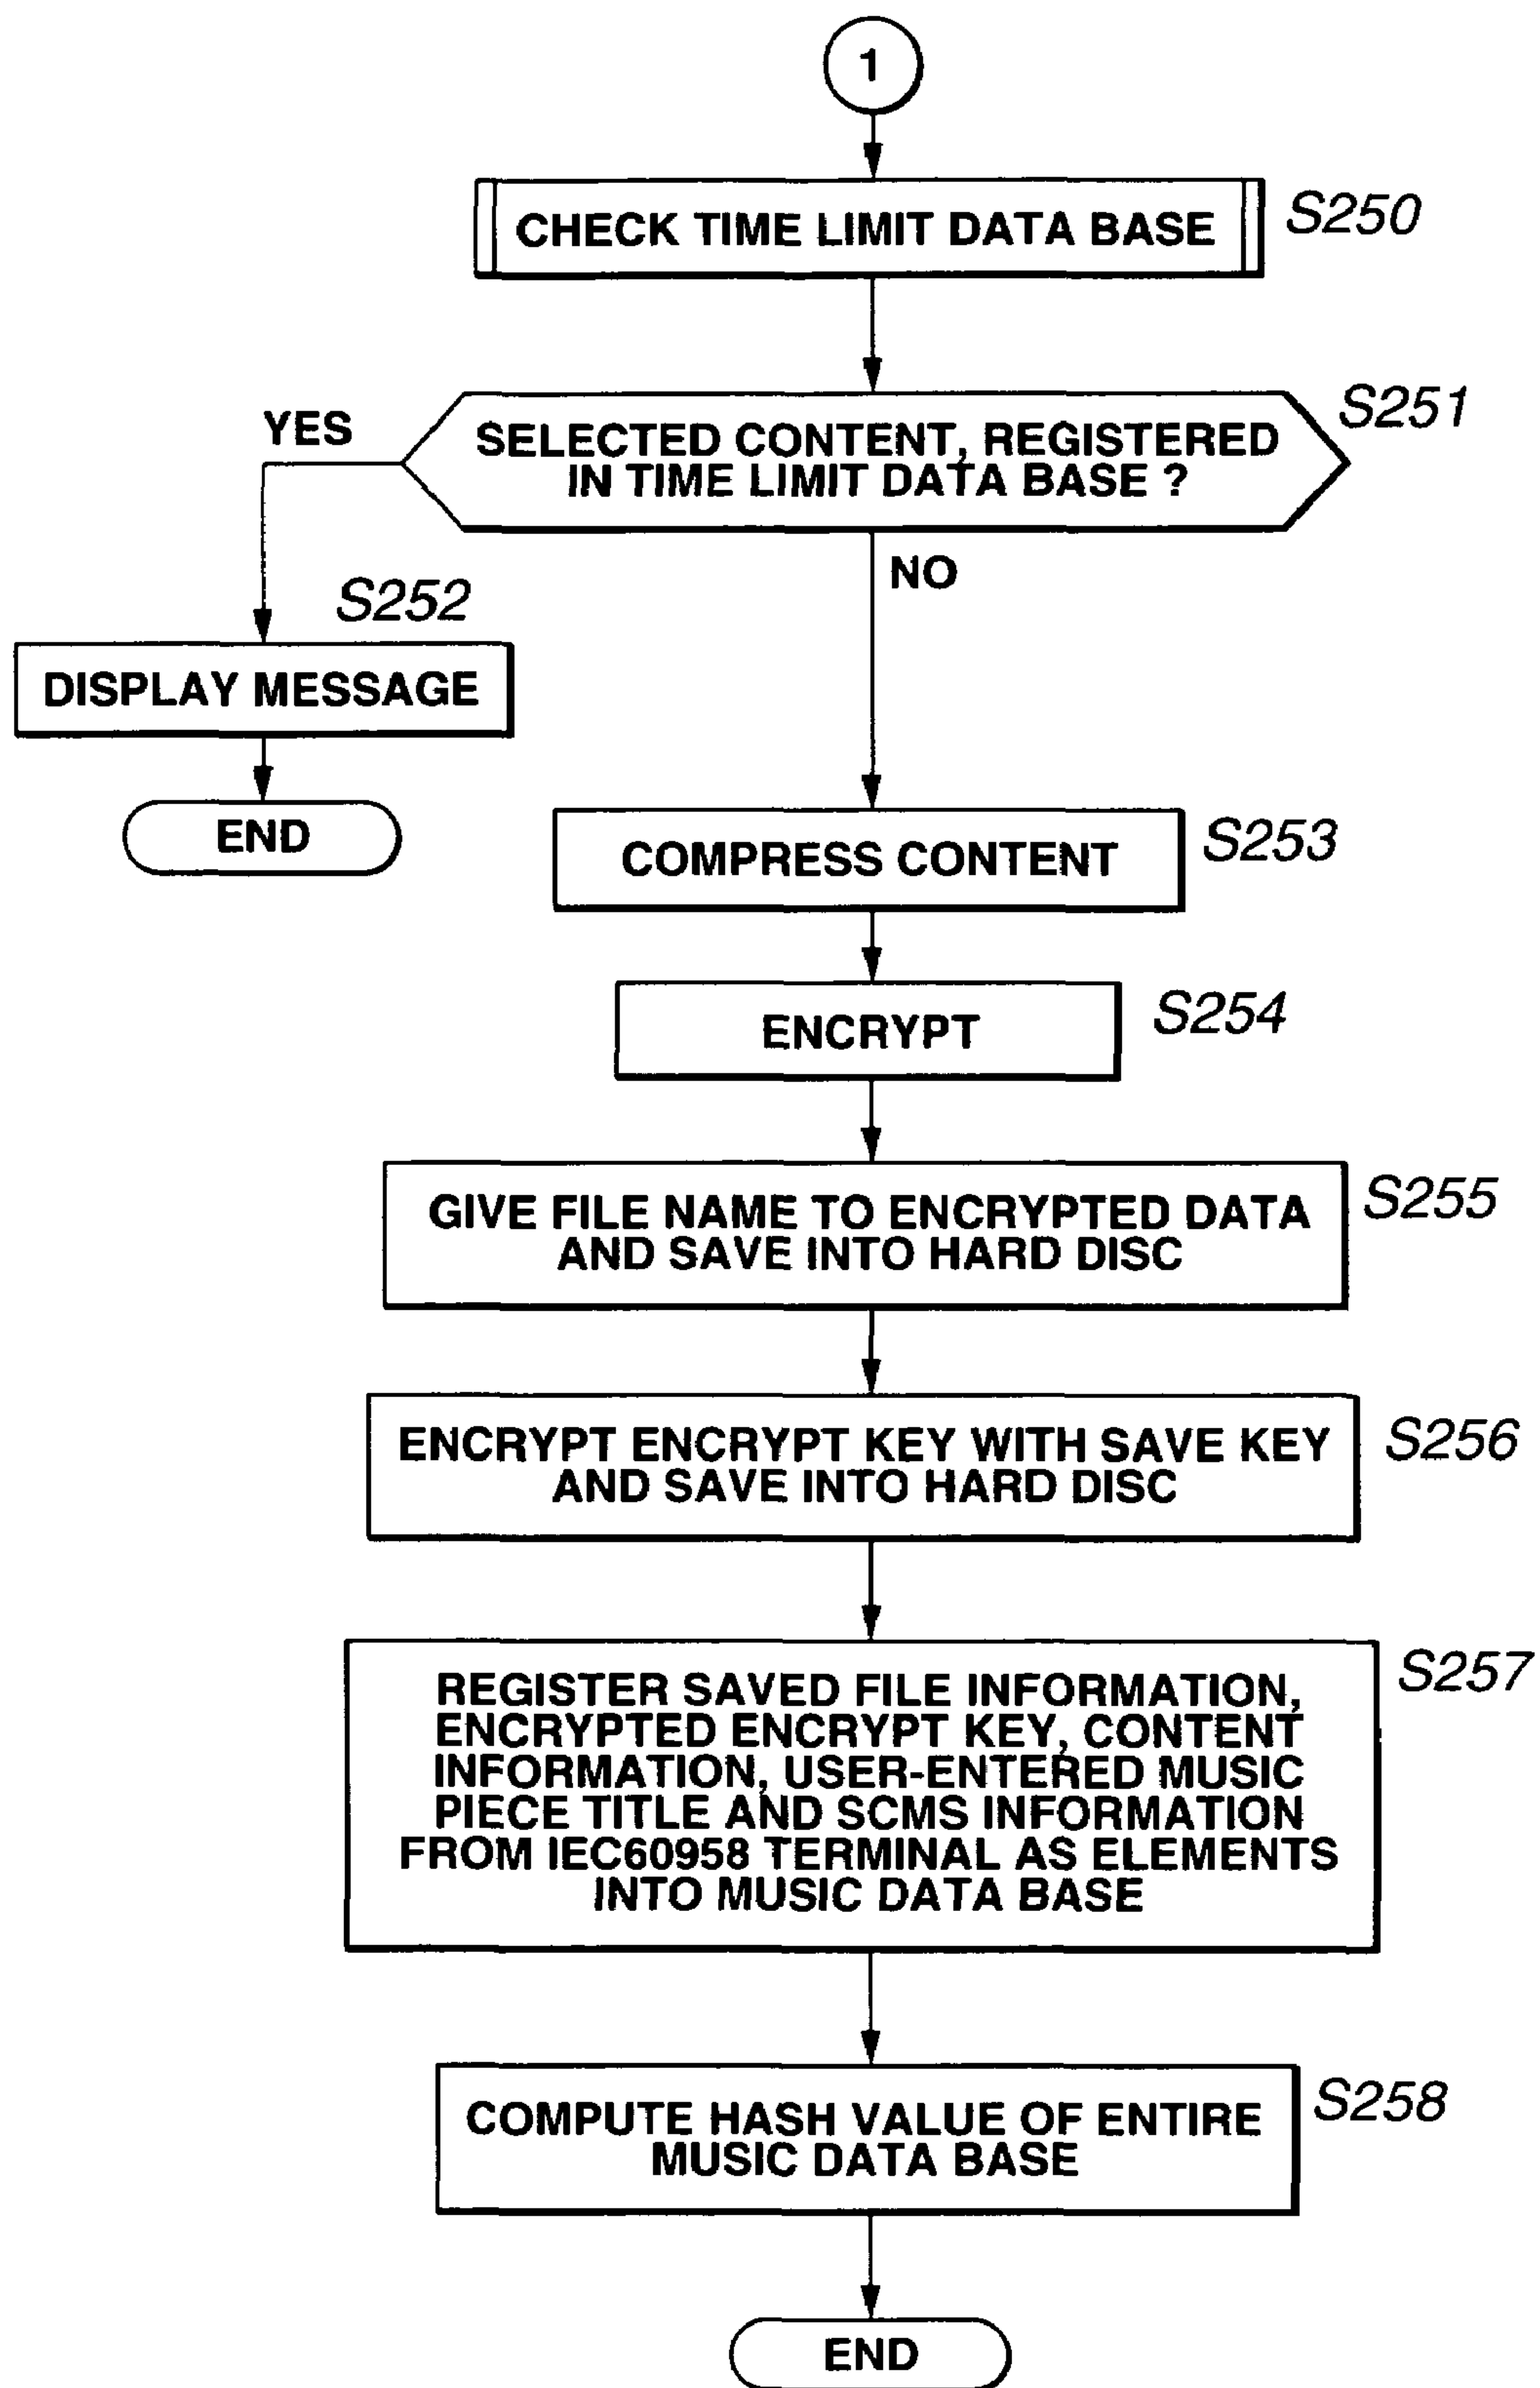 1
CHECK TIME LIMIT DATA BASE
S250
SELECTED CONTENT, REGISTERED
IN TIME LIMIT DATA BASE ?
S251
YES
NO
S252
DISPLAY MESSAGE
END
COMPRESS CONTENT
S253
ENCRYPT
S254
GIVE FILE NAME TO ENCRYPTED DATA
AND SAVE INTO HARD DISC
S255
ENCRYPT ENCRYPT KEY WITH SAVE KEY
AND SAVE INTO HARD DISC
S256
REGISTER SAVED FILE INFORMATION,
ENCRYPTED ENCRYPT KEY, CONTENT
INFORMATION, USER-ENTERED MUSIC
PIECE TITLE AND SCMS INFORMATION
FROM IEC60958 TERMINAL AS ELEMENTS
INTO MUSIC DATA BASE
S257
COMPUTE HASH VALUE OF ENTIRE
MUSIC DATA BASE
S258
END